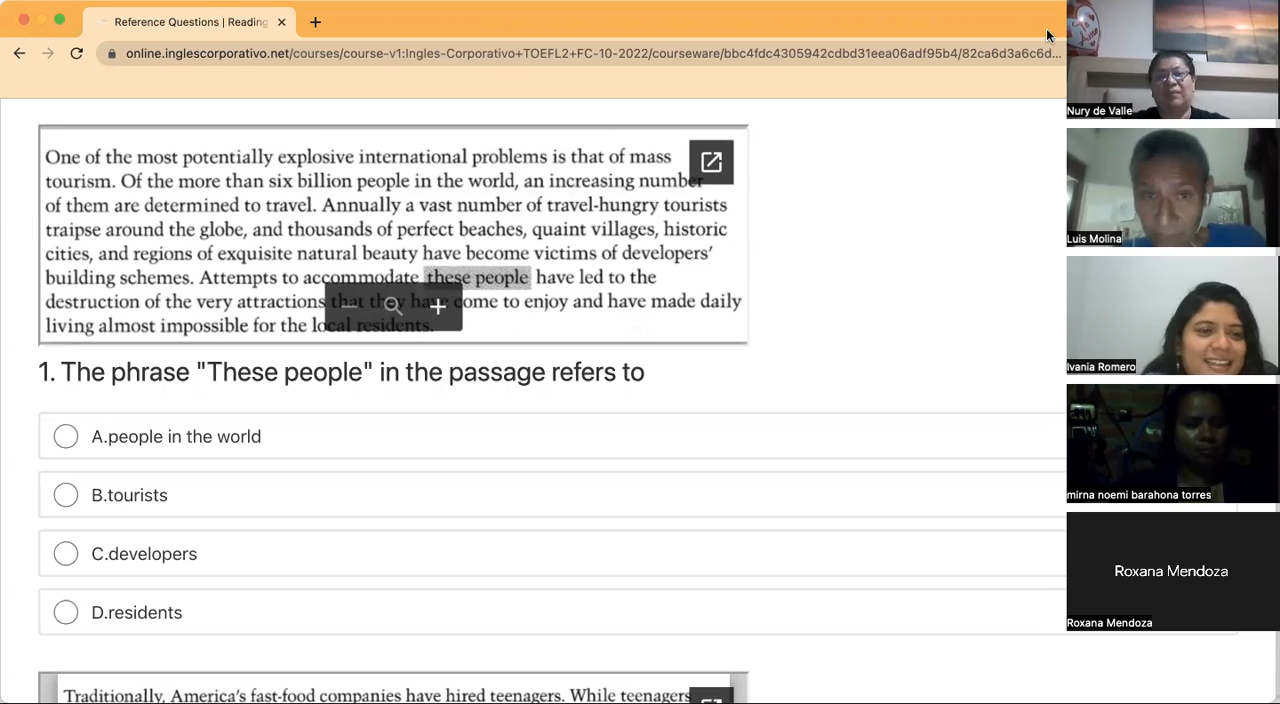 Reference Questions | Reading
online.inglescorporativo.net/courses/course-v1:Ingles-Corporativo+TOEFL2+FC-10-2022/courseware/bbc4fdc4305942cdbd31eea06adf95b4/82ca6d3a6c6d...
One of the most potentially explosive international problems is that of mass
tourism. Of the more than six billion people in the world, an increasing number
of them are determined to travel. Annually a vast number of travel-hungry tourists
traipse around the globe, and thousands of perfect beaches, quaint villages, historic
cities, and regions of exquisite natural beauty have become victims of developers'
building schemes. Attempts to accommodate these people have led to the
destruction of the very attractions that they have come to enjoy and have made daily
living almost impossible for the local residents.
1. The phrase "These people" in the passage refers to
A.people in the world
B.tourists
C.developers
D.residents
Traditionally, America's fast-food companies have hired teenagers. While teenagers
Nury de Valle
Luis Molina
Ivania Romero
mirna noemi barahona torres
Roxana Mendoza
Roxana Mendoza